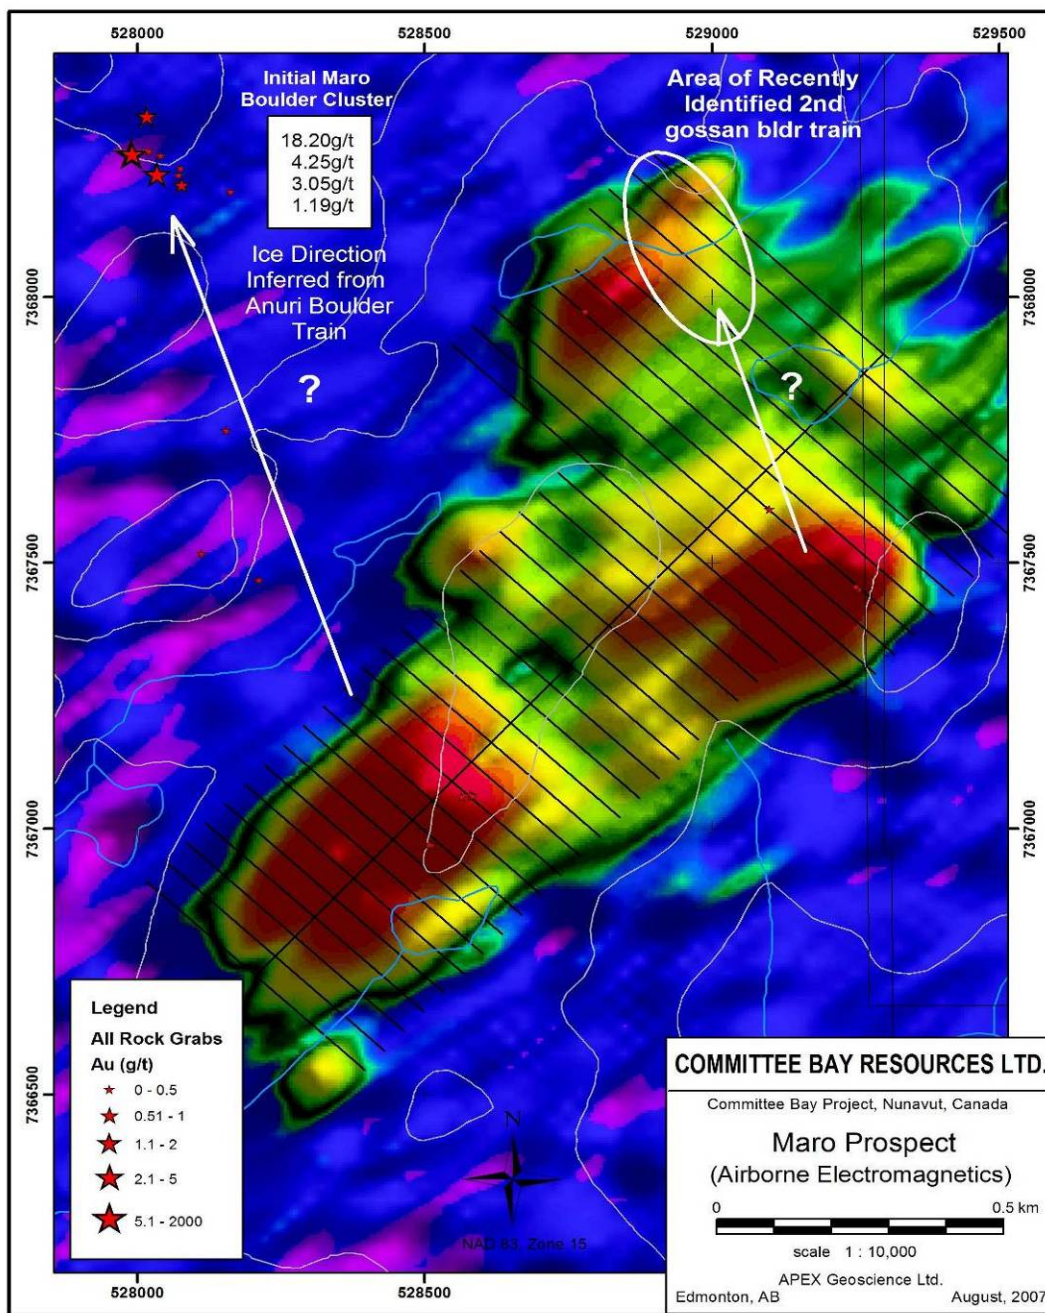 528000
528500
529000
529500
Initial Maro
Boulder Cluster
18.20g/t
4.25g/t
3.05g/t
1.19g/t
Ice Direction
Inferred from
Anuri Boulder
Train
?
Area of Recently
Identified 2nd
gossan bldr train
?
7368000
7368000
7367500
7367500
7367000
7367000
7366500
Legend
All Rock Grabs
Au (g/t)
0 - 0.5
0.51 - 1
1.1 - 2
2.1 - 5
5.1 - 2000
N
NAD 83, Zone 15
COMMITTEE BAY RESOURCES LTD.
Committee Bay Project, Nunavut, Canada
Maro Prospect
(Airborne Electromagnetics)
0 0.5 km
scale 1 : 10,000
APEX Geoscience Ltd.
Edmonton, AB August, 2007
528000
528500